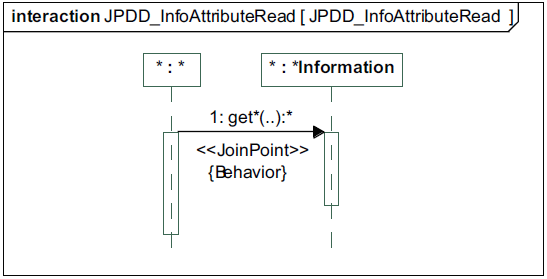 interaction JPDD_InfoAttributeRead [ JPDD_InfoAttributeRead ]
* : *
* : *Information
1: get*(..):*
<<JoinPoint>>
{Behavior}